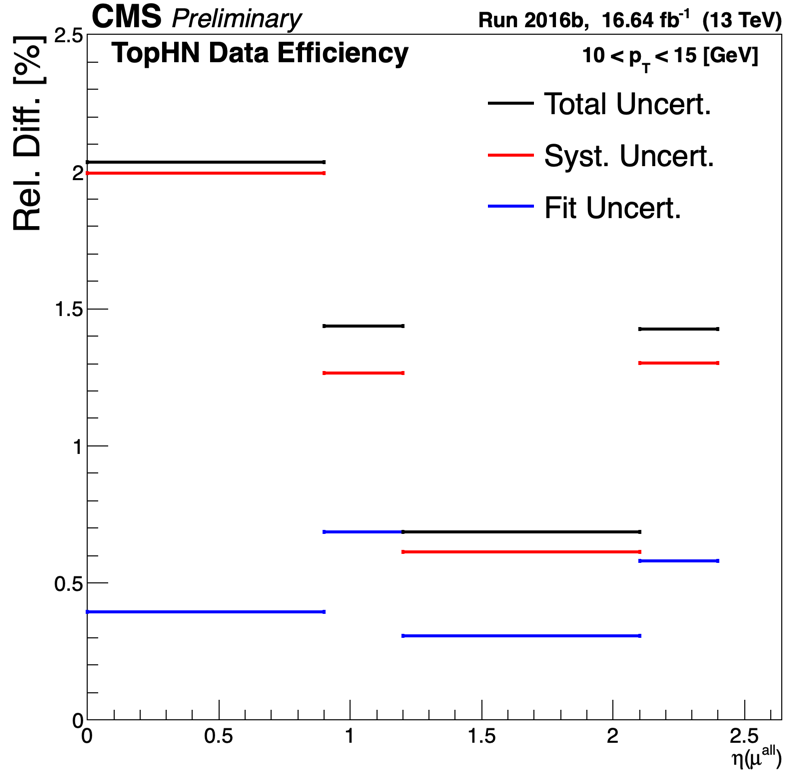 CMS Preliminary Run 2016b, 16.64 fb⁻¹ (13 TeV)
TopHN Data Efficiency 10 < p_T < 15 [GeV]
Total Uncert.
Syst. Uncert.
Fit Uncert.
Rel. Diff. [%]
2.5
2
1.5
1
0.5
0
0 0.5 1 1.5 2 2.5
η(μ^all)